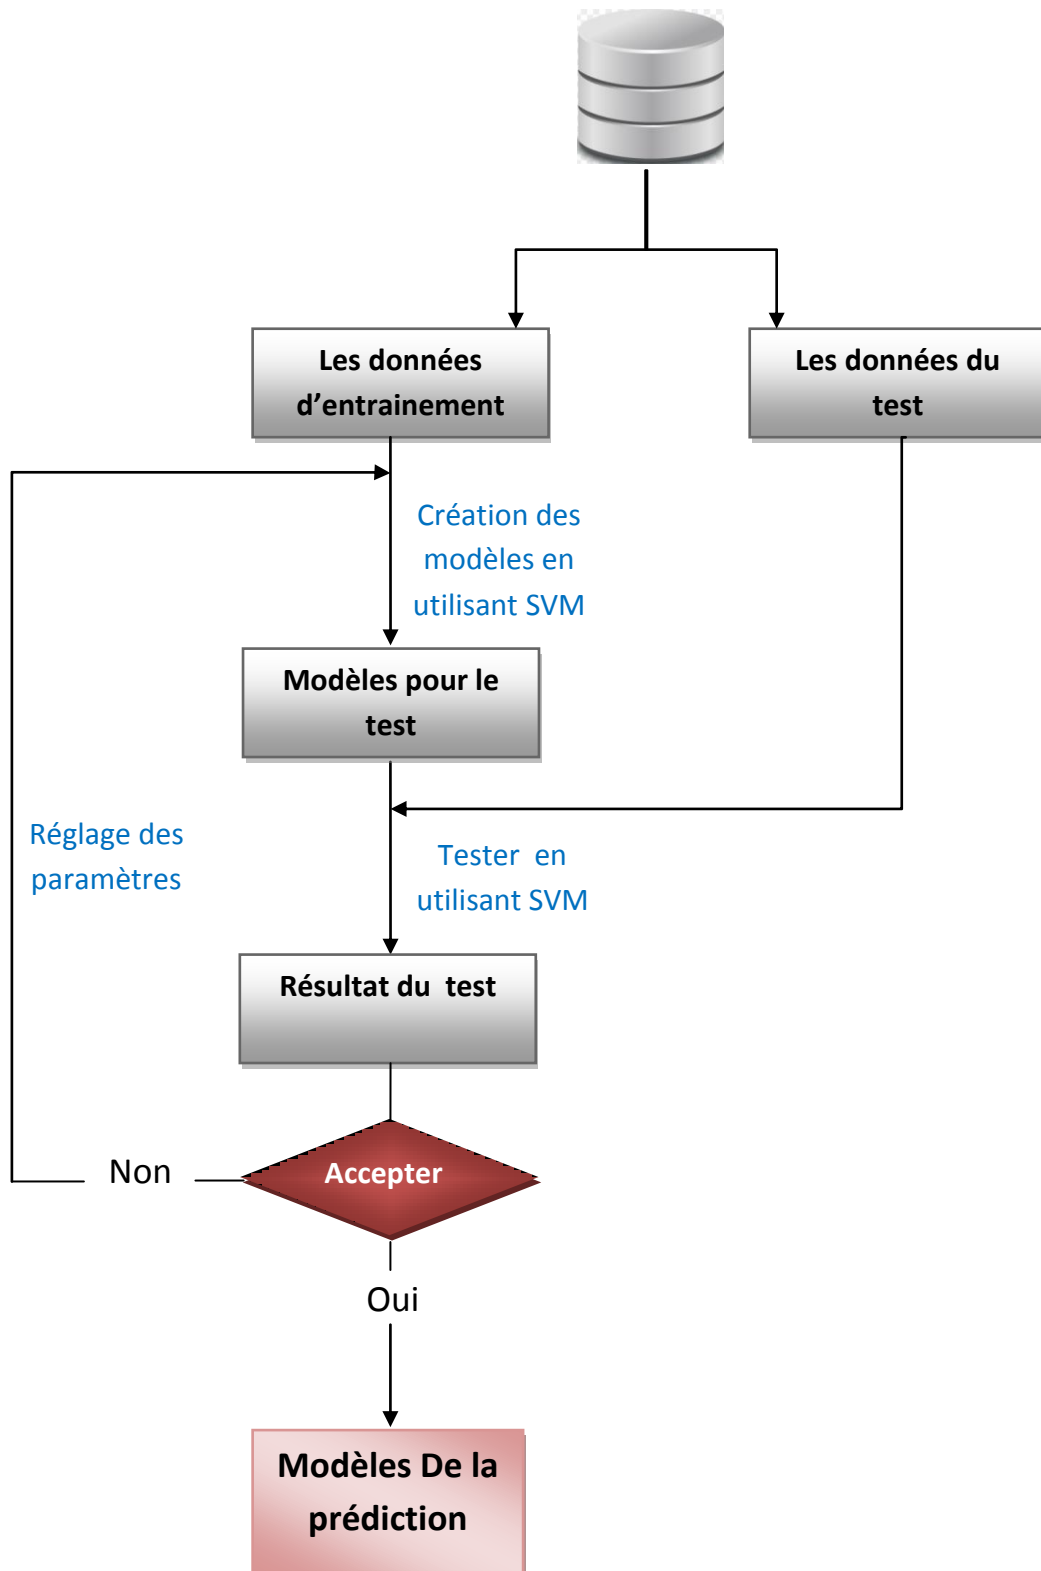 Les données
d’entrainement
Les données du
test
Création des
modèles en
utilisant SVM
Modèles pour le
test
Réglage des
paramètres
Tester  en
utilisant SVM
Résultat du  test
Accepter
Non
Oui
Modèles De la
prédiction